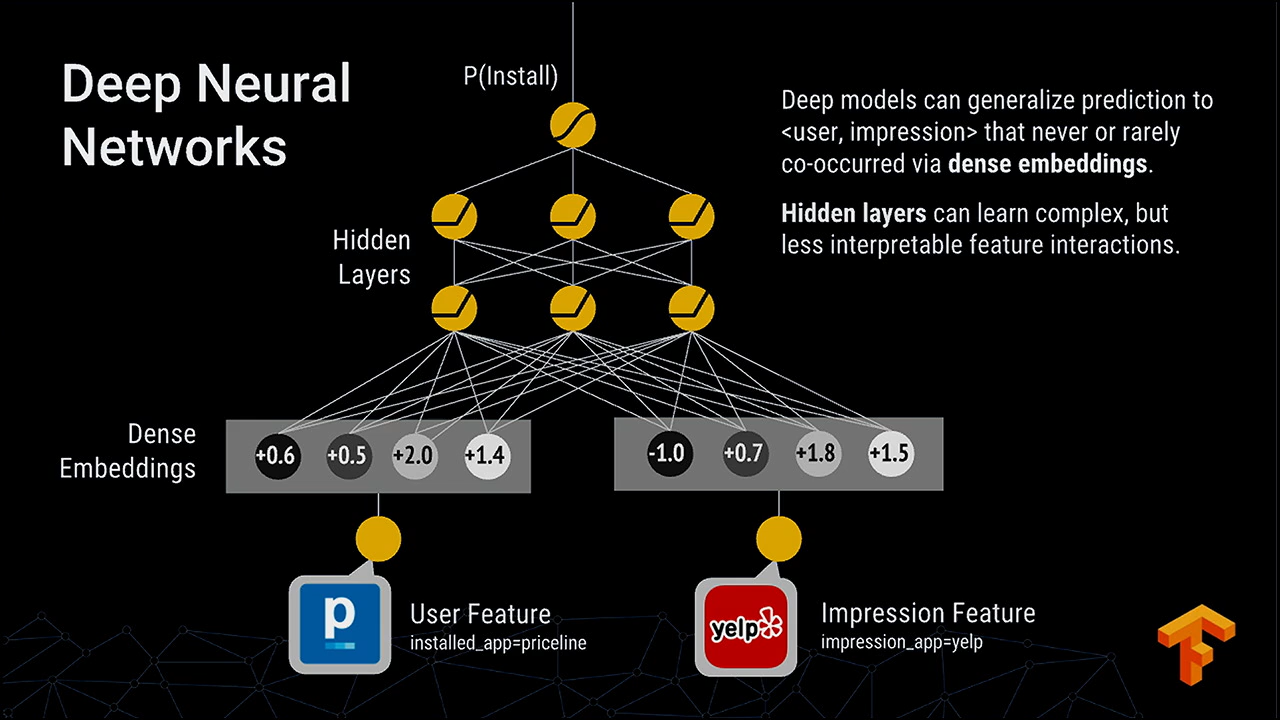 Deep Neural
Networks
P(Install)
Deep models can generalize prediction to
<user, impression> that never or rarely
co-occurred via dense embeddings.
Hidden layers can learn complex, but
less interpretable feature interactions.
Hidden
Layers
Dense
Embeddings
+0.6 +0.5 +2.0 +1.4
-1.0 +0.7 +1.8 +1.5
p
User Feature
installed_app=priceline
yelp
Impression Feature
impression_app=yelp